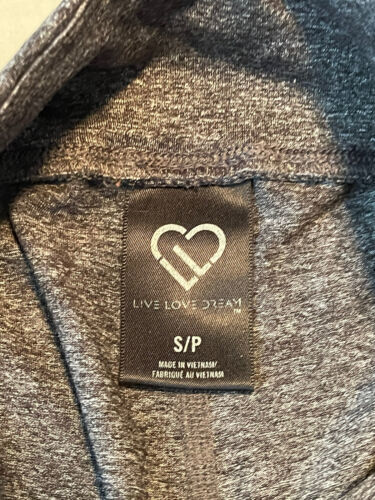 LIVE LOVE DREAM
TM
S/P
MADE IN VIETNAM/
FABRIQUÉ AU VIETNAM